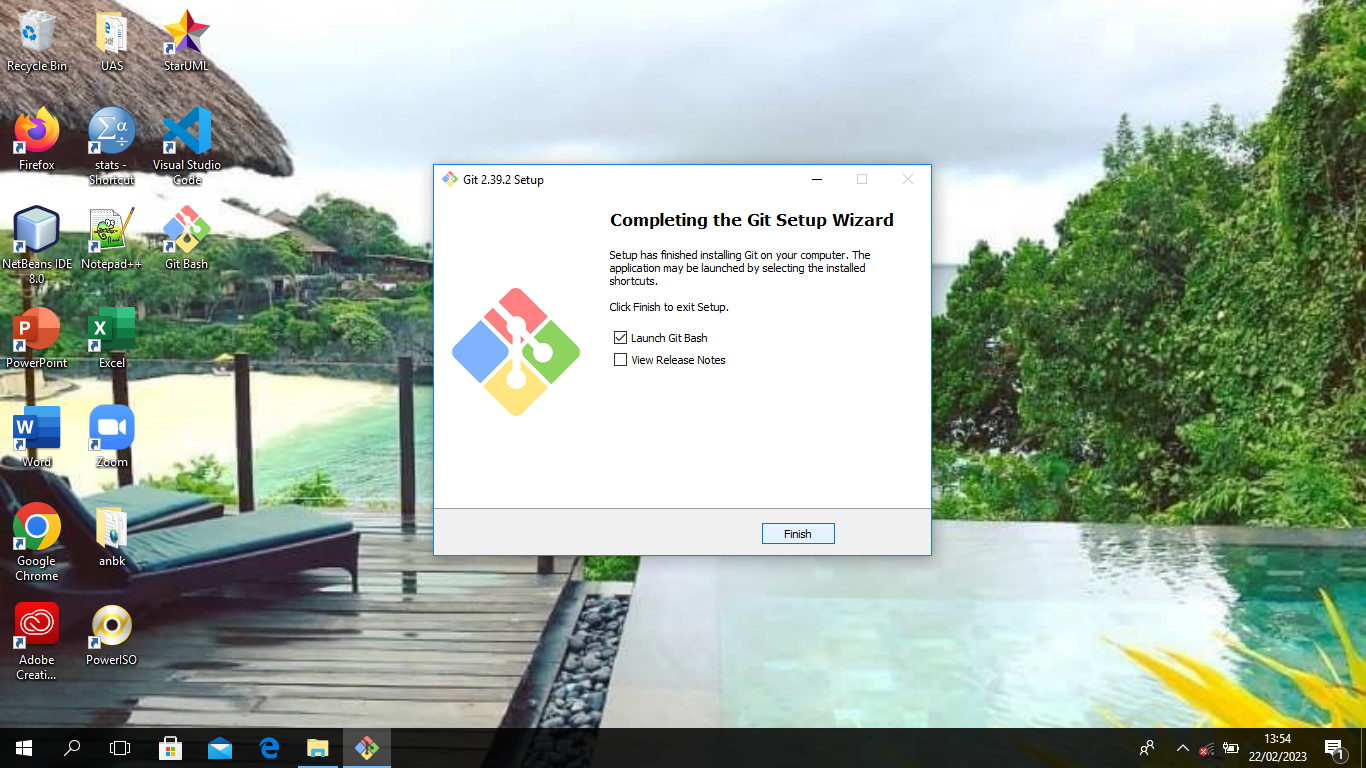 Recycle Bin
UAS
StarUML
Firefox
stats -
Shortcut
Visual Studio
Code
NetBeans IDE
8.0
Notepad++
Git Bash
PowerPoint
Excel
Word
Zoom
Google
Chrome
anbk
Adobe
Creati...
PowerISO
Git 2.39.2 Setup
Completing the Git Setup Wizard
Setup has finished installing Git on your computer. The
application may be launched by selecting the installed
shortcuts.
Click Finish to exit Setup.
Launch Git Bash
View Release Notes
Finish
13:54
22/02/2023
1